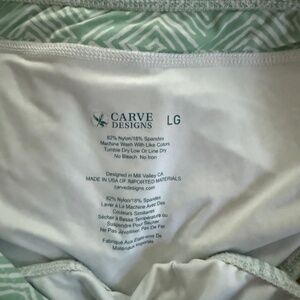 CARVE
DESIGNS
LG
82% Nylon/18% Spandex
Machine Wash With Like Colors
Tumble Dry Low Or Line Dry
No Bleach No Iron
Designed in Mill Valley CA
MADE IN USA OF IMPORTED MATERIALS
carvedesigns.com
82% Nylon/18% Spandex
Laver À La Machine Avec Des
Couleurs Similaires
Sécher à Basse Température ou
Suspendre Pour Sécher
Ne Pas Javelliser Pas De Fer
Fabriqué Aux États-Unis De
Matériaux Importés